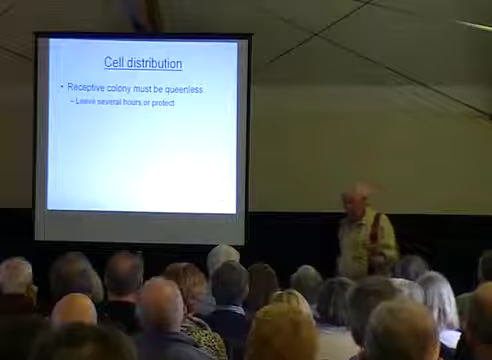 Cell distribution
• Receptive colony must be queenless
– Leave several hours or protect